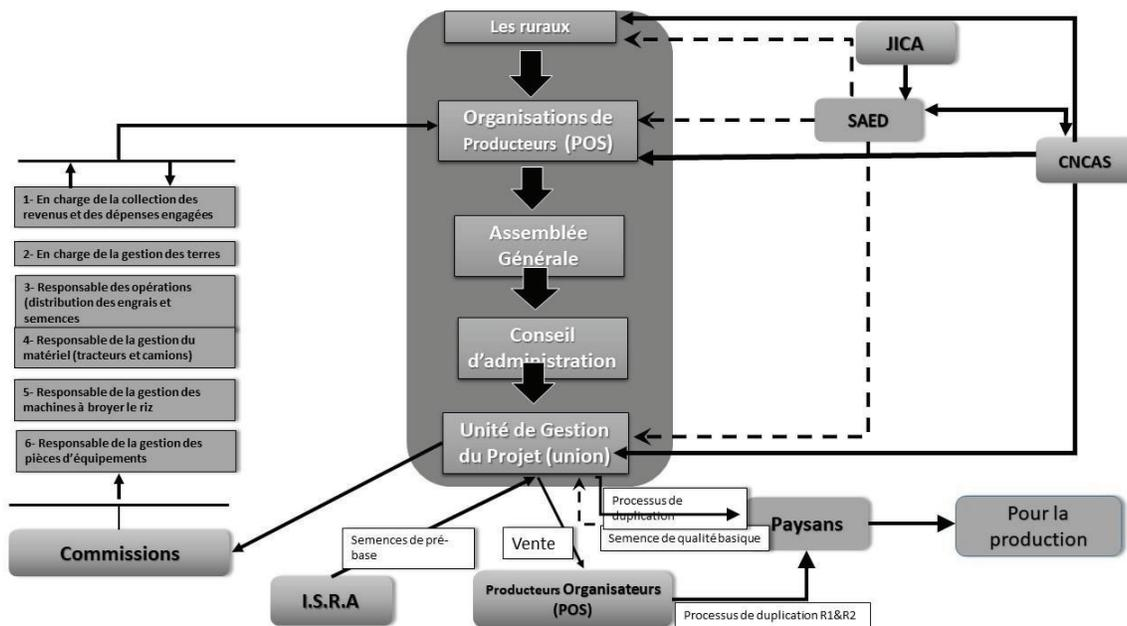 Les ruraux
JICA
Organisations de
Producteurs (POS)
SAED
CNCAS
1- En charge de la collection des
revenus et des dépenses engagées
2- En charge de la gestion des terres
3- Responsable des opérations
(distribution des engrais et
semences
4- Responsable de la gestion du
matériel (tracteurs et camions)
5- Responsable de la gestion des
machines à broyer le riz
6- Responsable de la gestion des
pièces d'équipements
Commissions
Assemblée
Générale
Conseil
d'administration
Unité de Gestion
du Projet (union)
Semences de pré-
base
I.S.R.A
Vente
Processus de
duplication
Semence de qualité basique
Paysans
Pour la
production
Producteurs Organisateurs
(POS)
Processus de duplication R1&R2